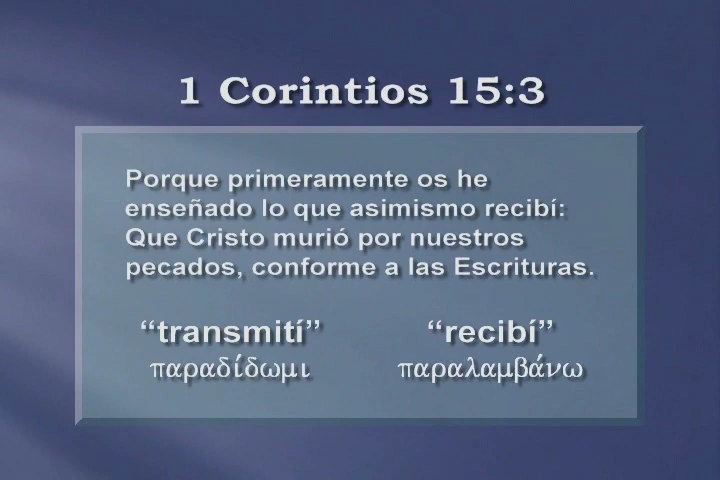 1 Corintios 15:3
Porque primeramente os he
enseñado lo que asimismo recibí:
Que Cristo murió por nuestros
pecados, conforme a las Escrituras.
“transmití” “recibí”
παραδίδωμι παραλαμβάνω